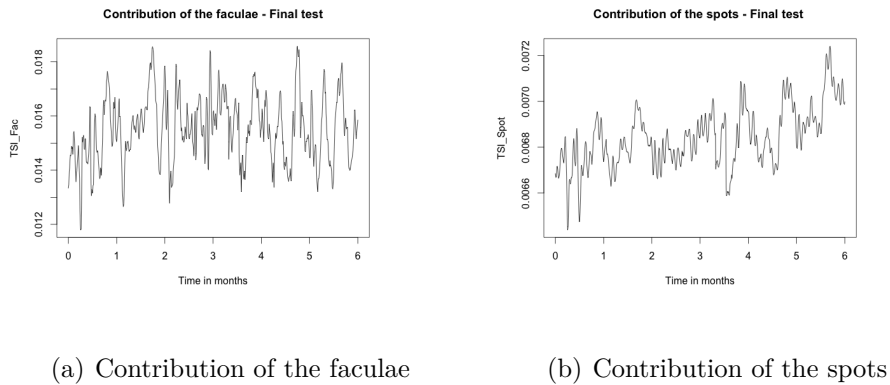 Contribution of the faculae - Final test
TSI_Fac
0.012 0.014 0.016 0.018
0 1 2 3 4 5 6
Time in months
(a) Contribution of the faculae
Contribution of the spots - Final test
TSI_Spot
0.0066 0.0068 0.0070 0.0072
0 1 2 3 4 5 6
Time in months
(b) Contribution of the spots